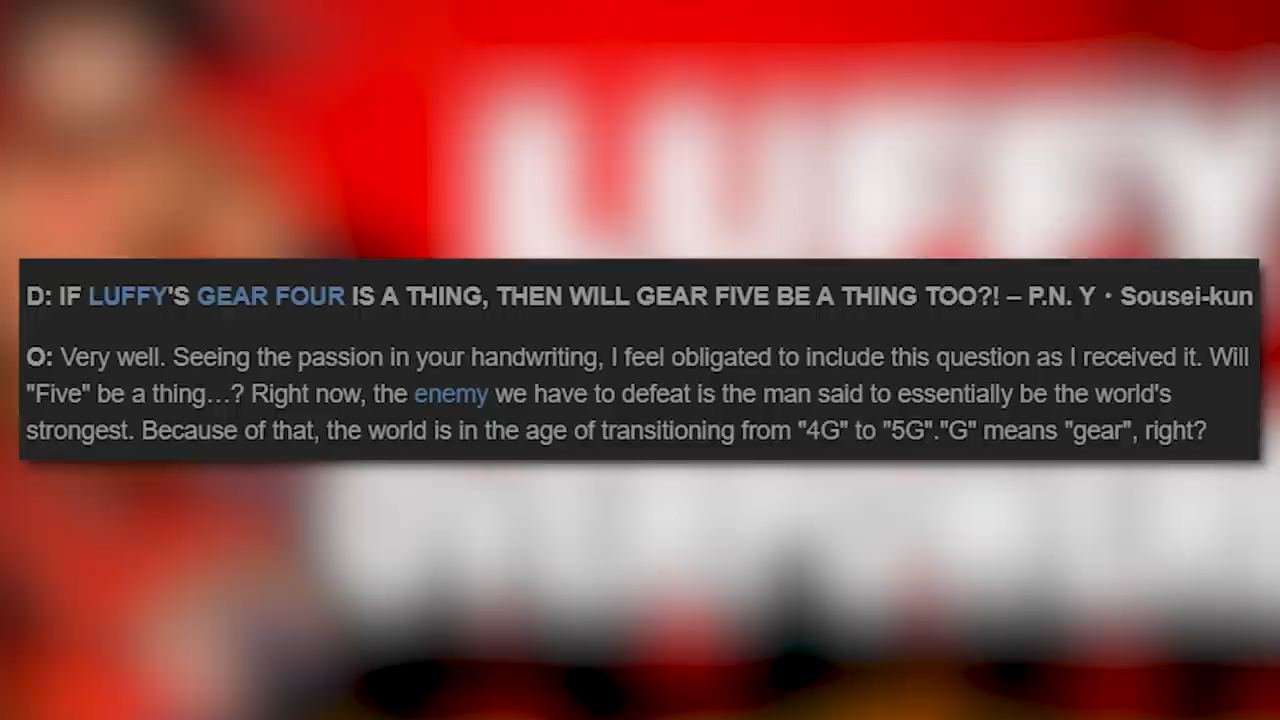 LUFFY
D: IF LUFFY'S GEAR FOUR IS A THING, THEN WILL GEAR FIVE BE A THING TOO?! – P.N. Y・Sousei-kun
O: Very well. Seeing the passion in your handwriting, I feel obligated to include this question as I received it. Will
"Five" be a thing…? Right now, the enemy we have to defeat is the man said to essentially be the world's
strongest. Because of that, the world is in the age of transitioning from "4G" to "5G"."G" means "gear", right?